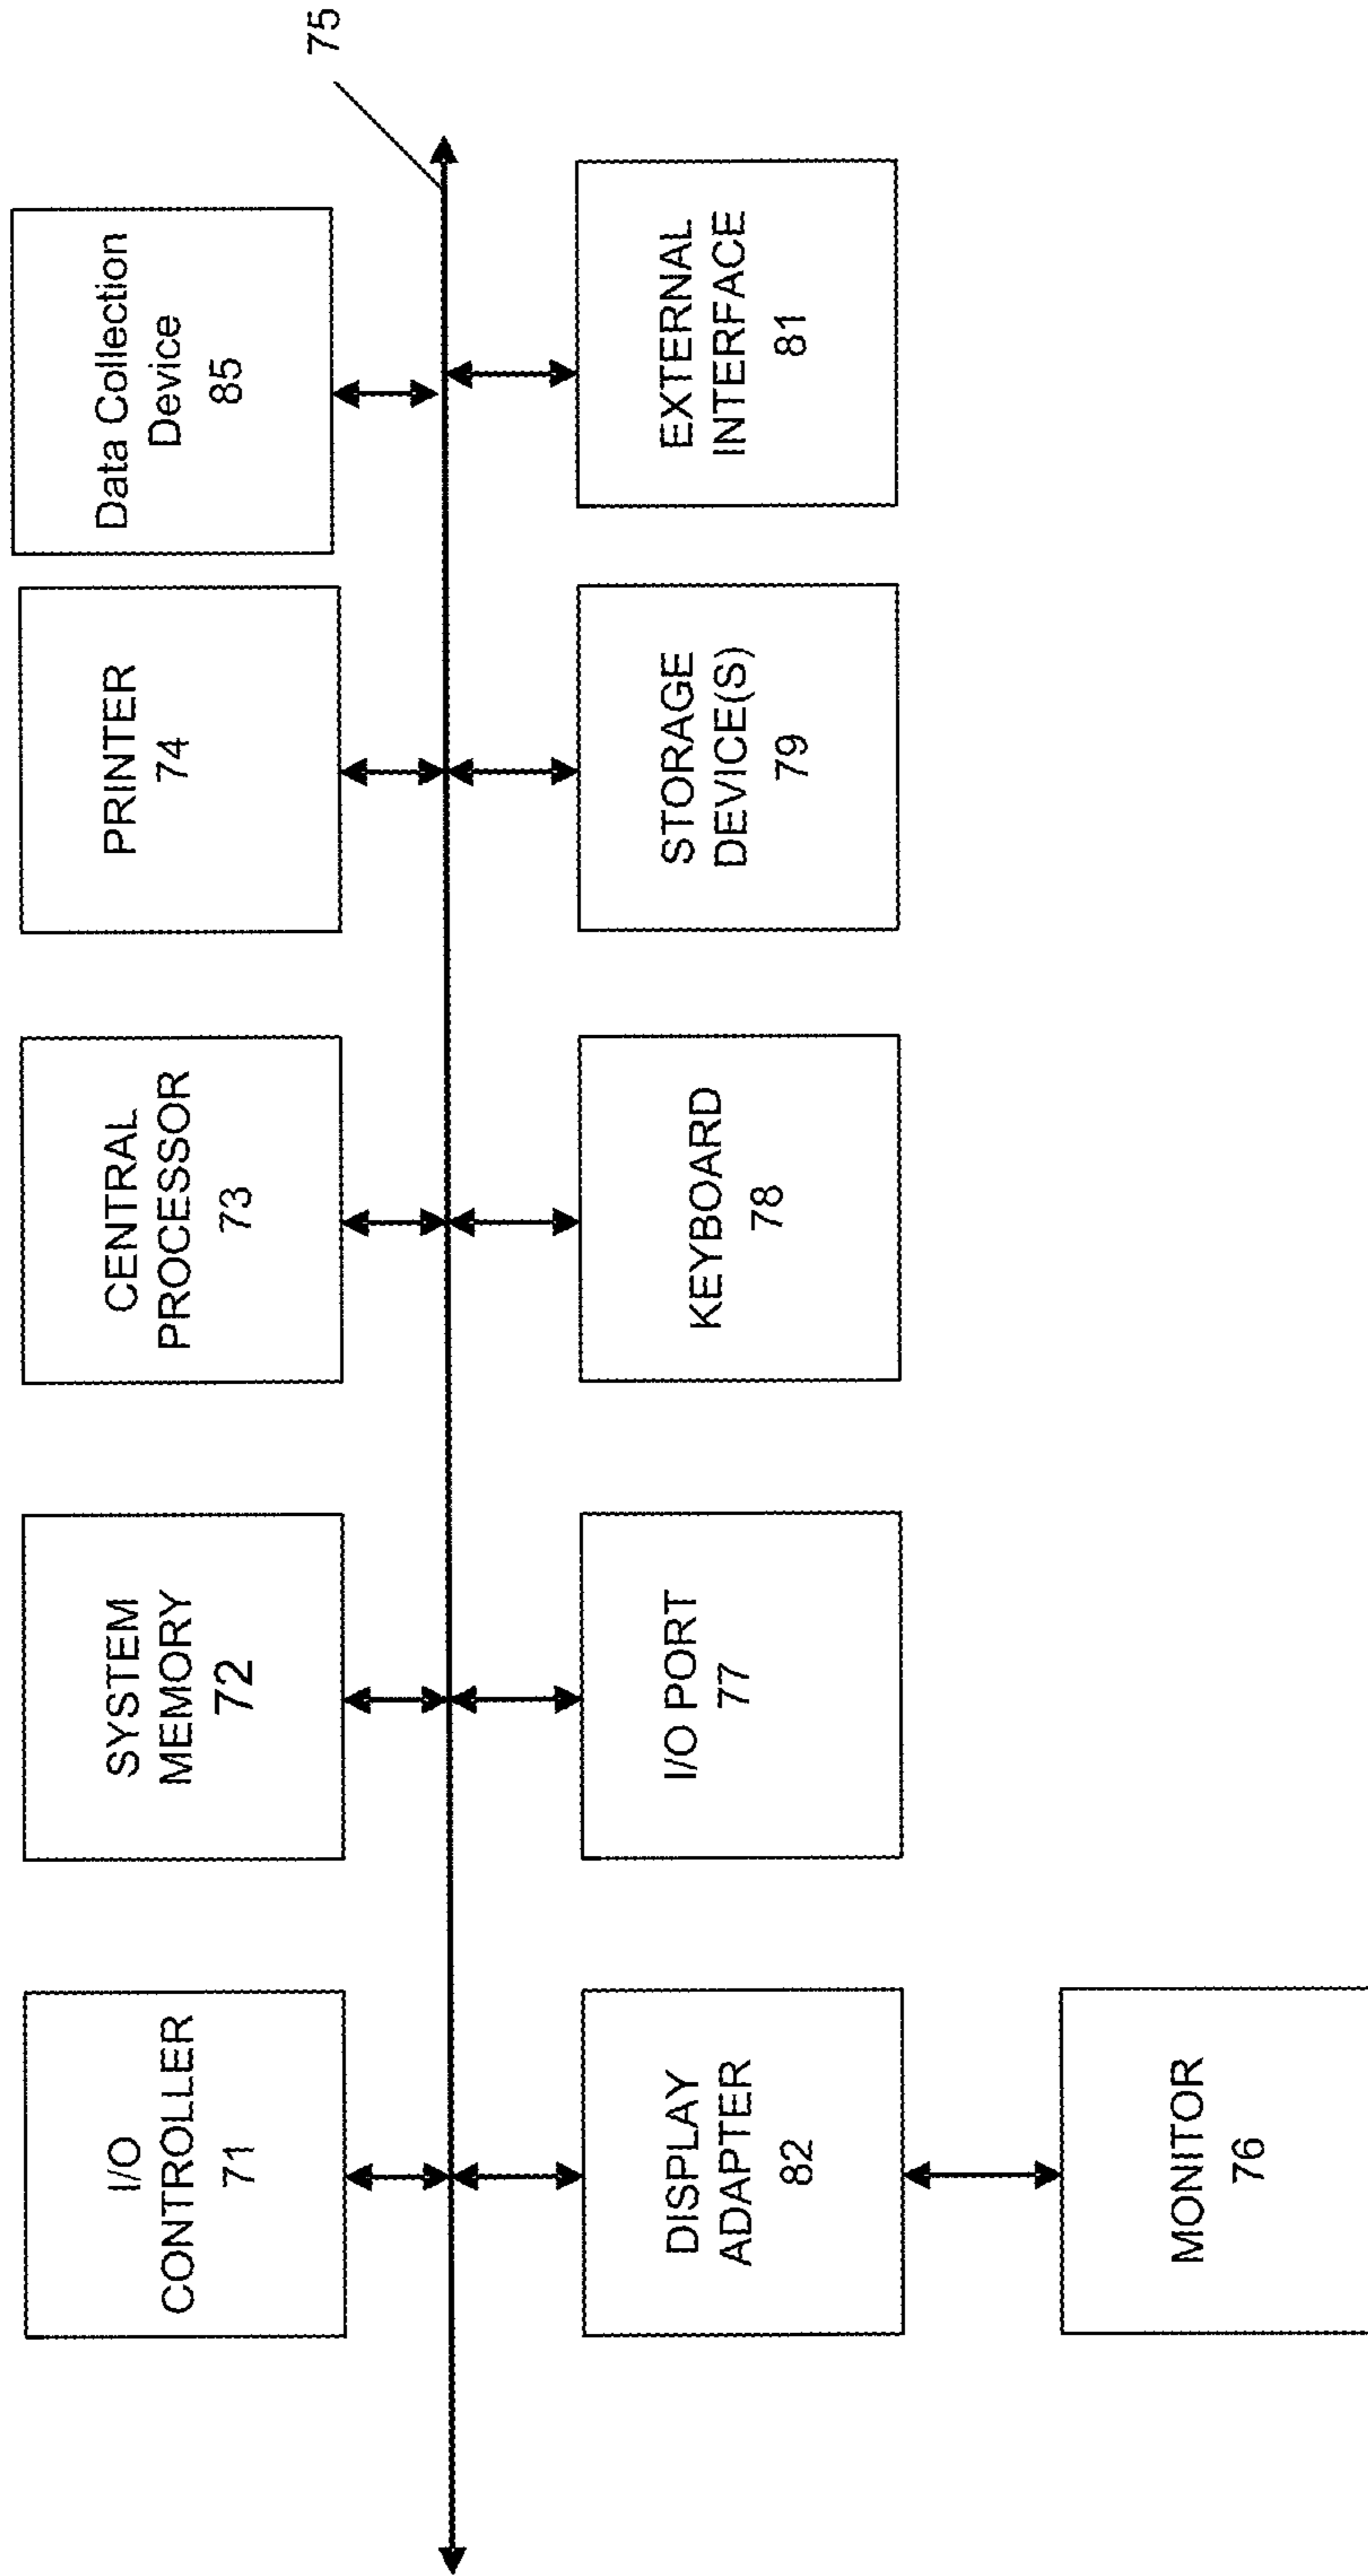 I/O
CONTROLLER
71
SYSTEM
MEMORY
72
CENTRAL
PROCESSOR
73
PRINTER
74
Data Collection
Device
85
75
DISPLAY
ADAPTER
82
I/O PORT
77
KEYBOARD
78
STORAGE
DEVICE(S)
79
EXTERNAL
INTERFACE
81
MONITOR
76